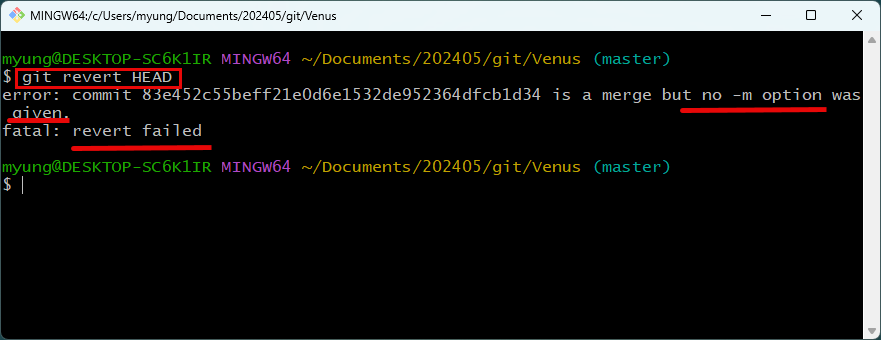 MINGW64:/c/Users/myung/Documents/202405/git/Venus
myung@DESKTOP-SC6K1IR MINGW64 ~/Documents/202405/git/Venus (master)
$ git revert HEAD
error: commit 83e452c55beff21e0d6e1532de952364dfcb1d34 is a merge but no -m option was
given.
fatal: revert failed
myung@DESKTOP-SC6K1IR MINGW64 ~/Documents/202405/git/Venus (master)
$